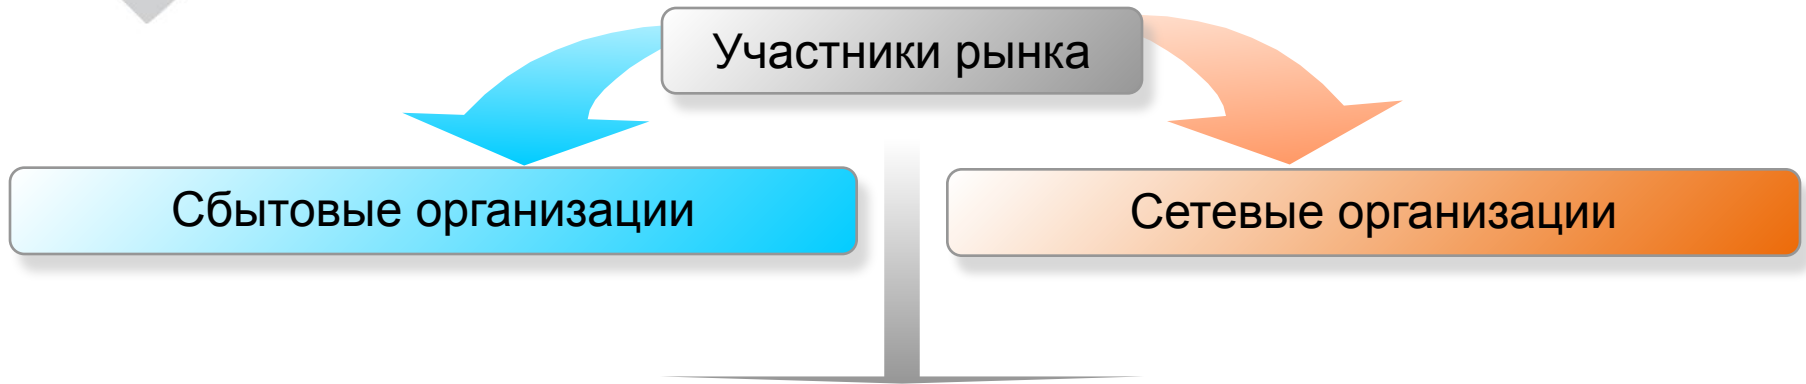 Участники рынка
Сбытовые организации
Сетевые организации